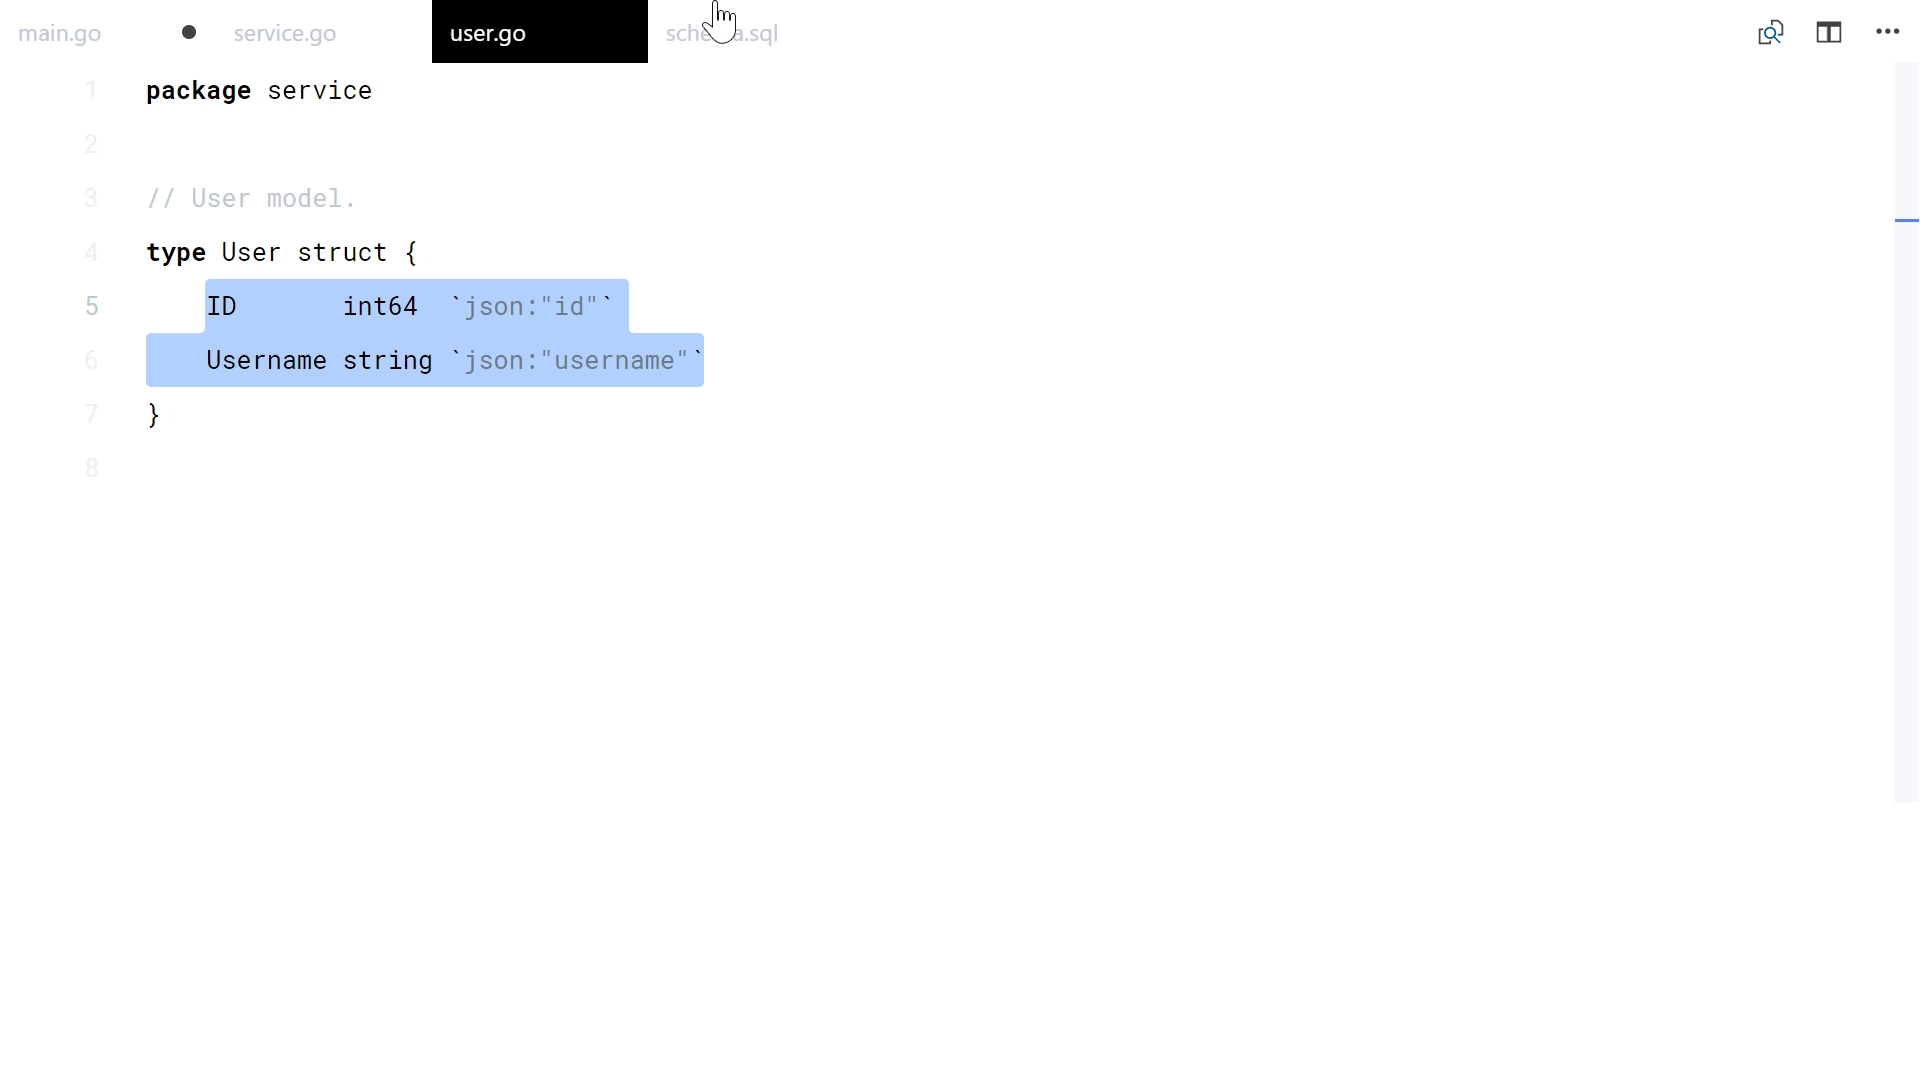 main.go service.go user.go
1 package service
2
3 // User model.
4 type User struct {
5 ID int64 `json:"id"`
6 Username string `json:"username"`
7 }
8